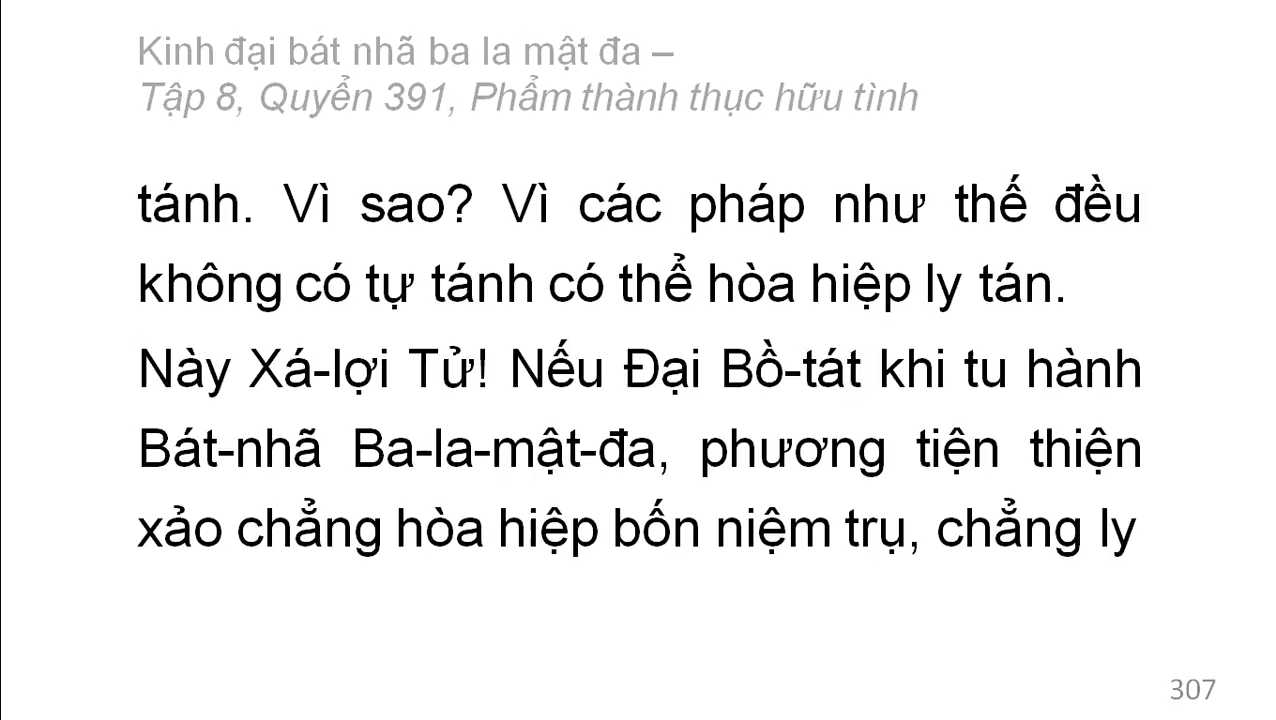 Kinh đại bát nhã ba la mật đa –
Tập 8, Quyển 391, Phẩm thành thục hữu tình
tánh. Vì sao? Vì các pháp như thế đều
không có tự tánh có thể hòa hiệp ly tán.
Này Xá-lợi Tử! Nếu Đại Bồ-tát khi tu hành
Bát-nhã Ba-la-mật-đa, phương tiện thiện
xảo chẳng hòa hiệp bốn niệm trụ, chẳng ly
307